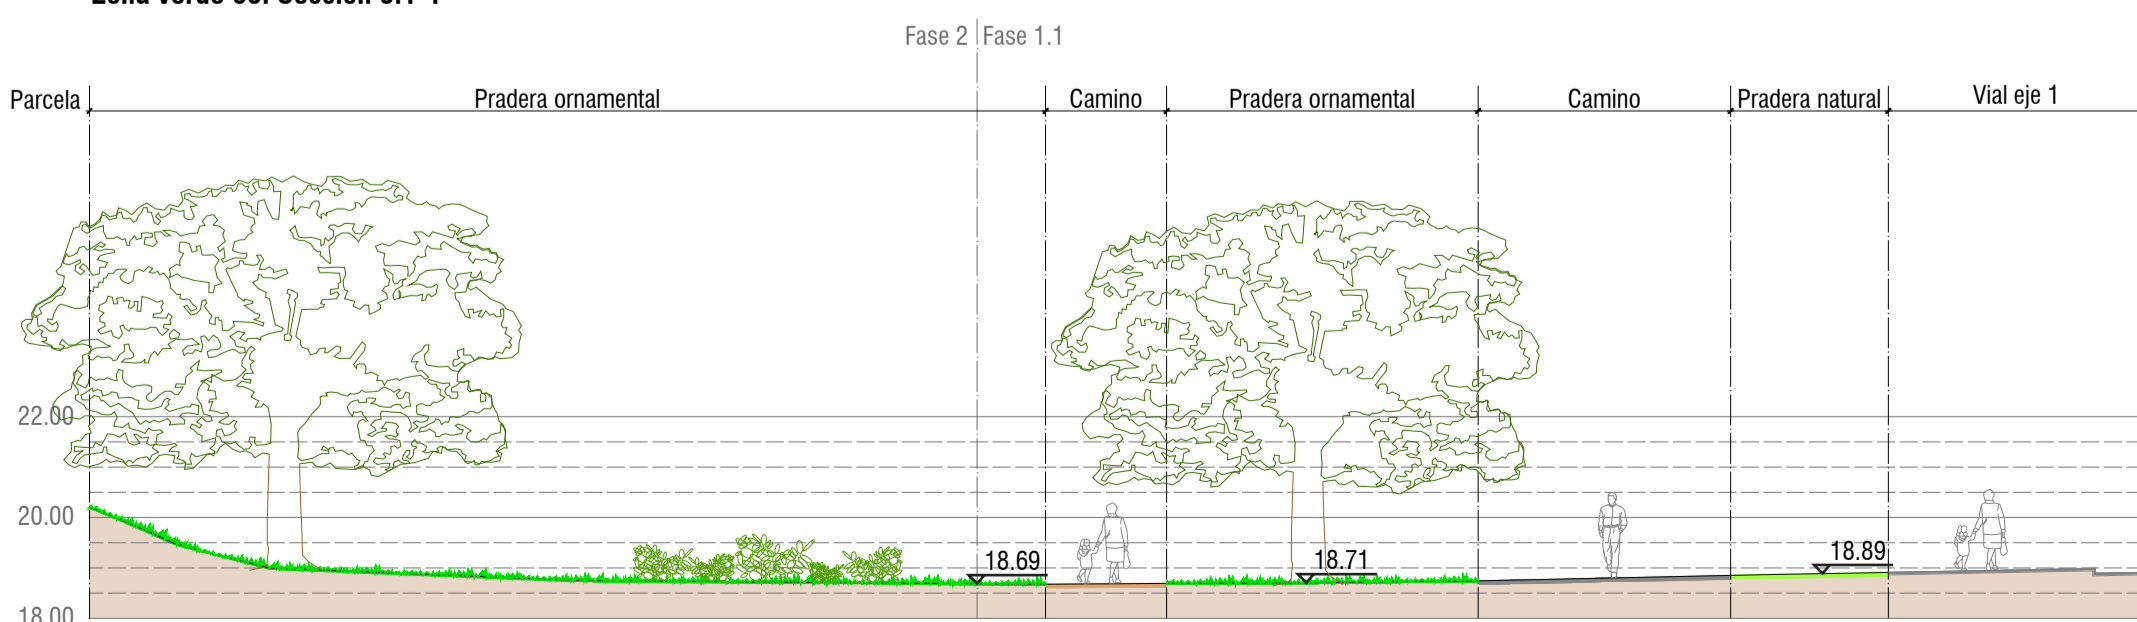 Fase 2 Fase 1.1
Parcela Pradera ornamental Camino Pradera ornamental Camino Pradera natural Vial eje 1
22.00
20.00
18.69 18.71 18.89
18.00